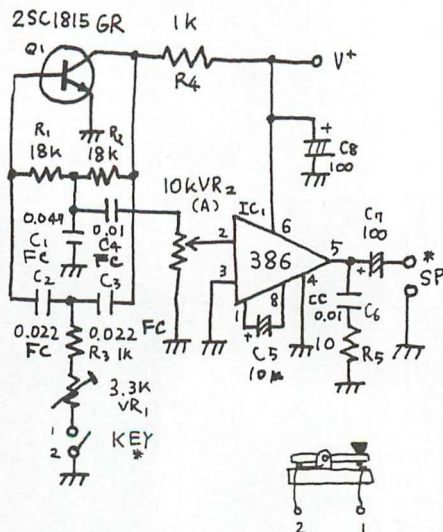 2SC1815 GR
Q1
1k
R4
V+
R1
18k
R2
18k
+
C8
100
10kVR2
(A)
IC1
6
2
386
5
3
4
1
8
C7
100
+
*
SP
0.047
C1
FC
0.01
C4
FC
C2
C3
0.022
FC
0.022
FC
R3 1k
+
C5
10μ
CC
0.01
C6
10
R5
3.3K
VR1
1
2
KEY
*
2
1